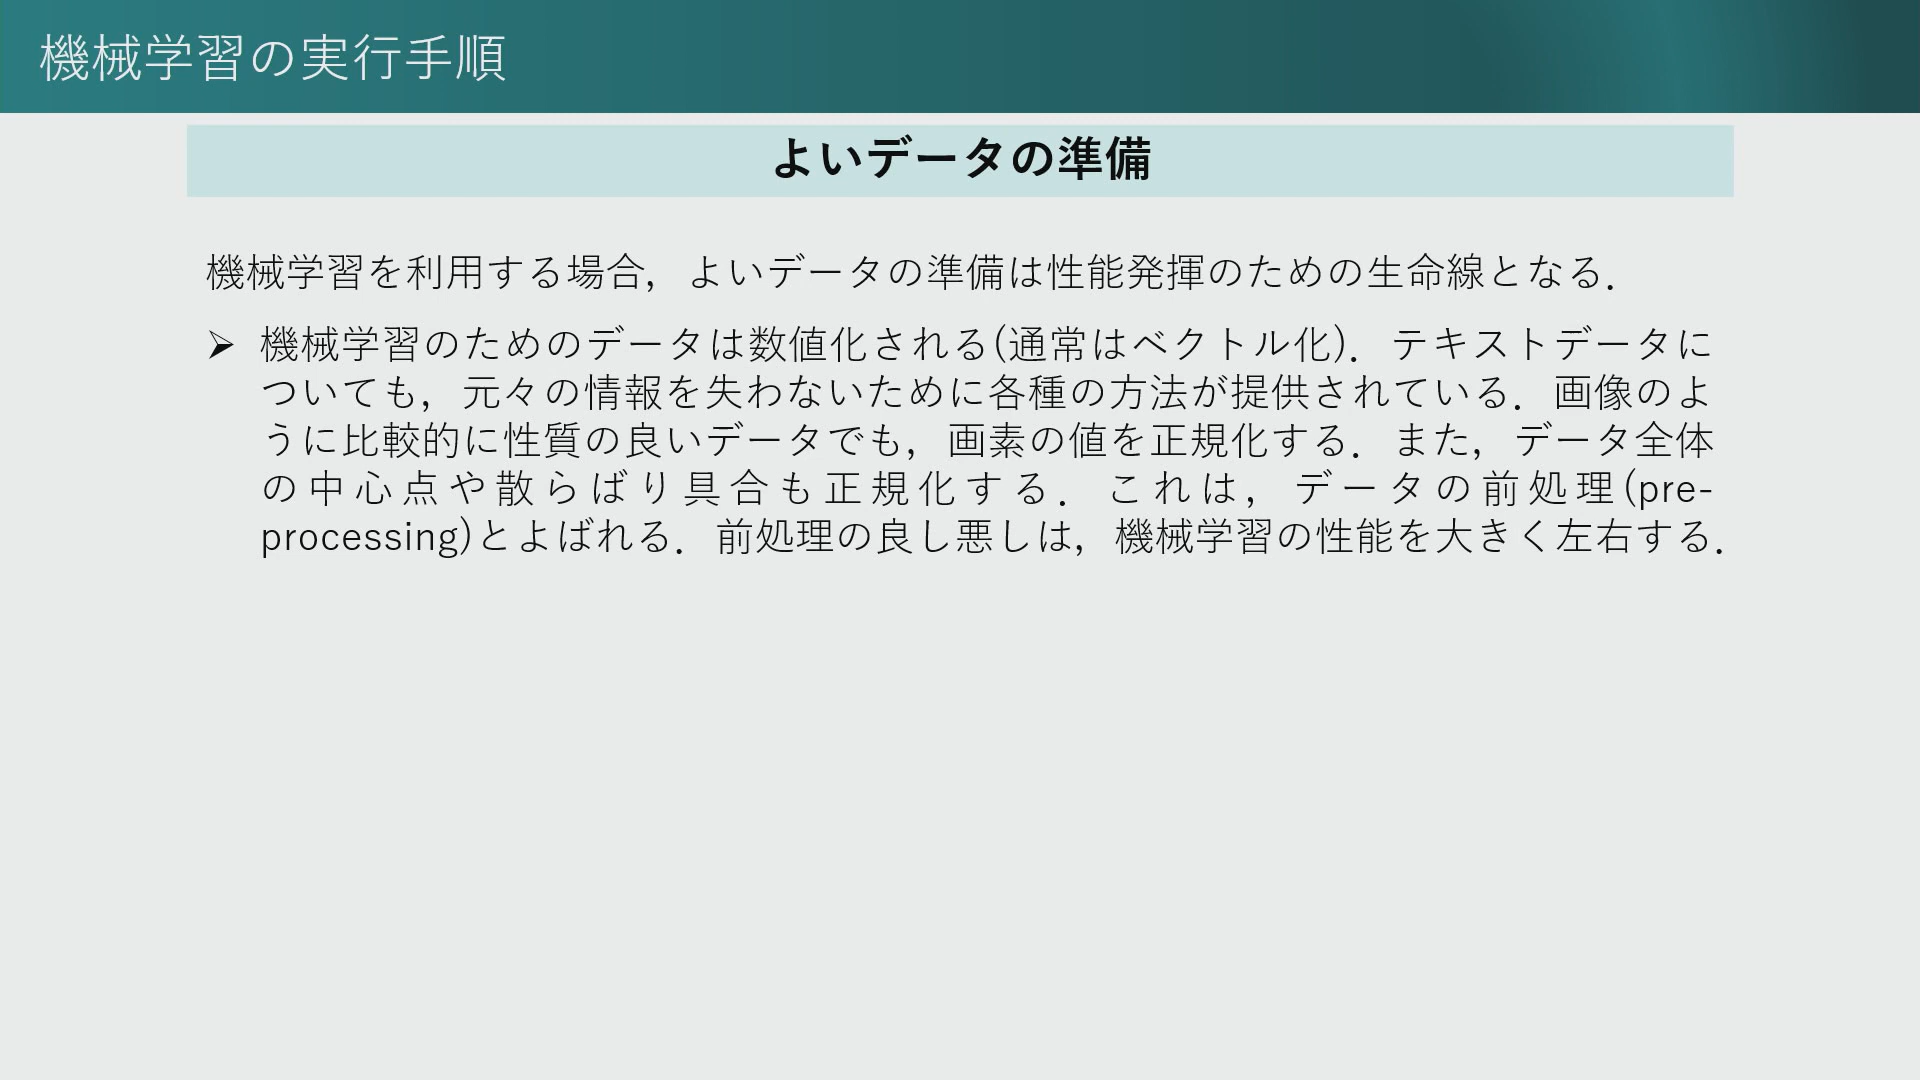 機械学習の実行手順
よいデータの準備
機械学習を利用する場合，よいデータの準備は性能発揮のための生命線となる．
➢ 機械学習のためのデータは数値化される(通常はベクトル化)．テキストデータに
ついても，元々の情報を失わないために各種の方法が提供されている．画像のよ
うに比較的に性質の良いデータでも，画素の値を正規化する．また，データ全体
の中心点や散らばり具合も正規化する．これは，データの前処理(pre-
processing)とよばれる．前処理の良し悪しは，機械学習の性能を大きく左右する．